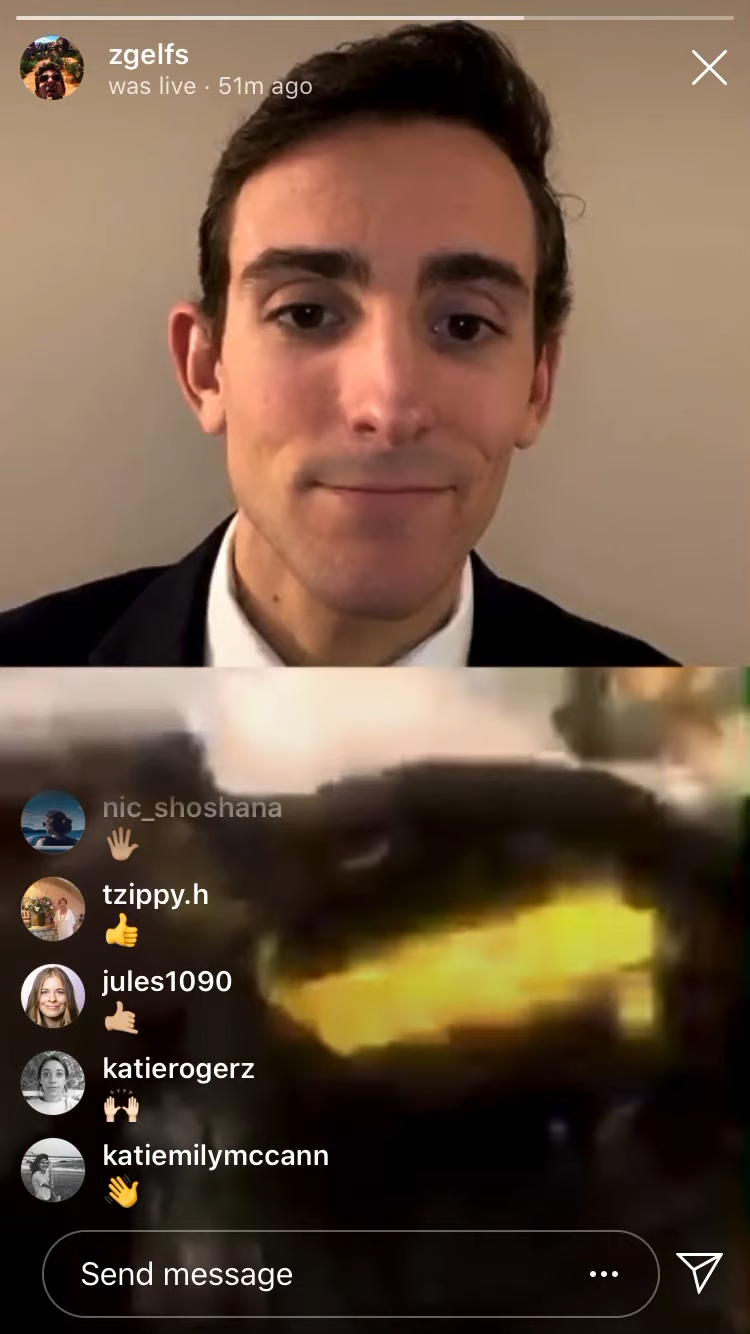 zgelfs
was live · 51m ago
nic_shoshana
🖐🏼
tzippy.h
👍
jules1090
🤙🏼
katierogerz
🙌🏻
katiemilymccann
👋
Send message